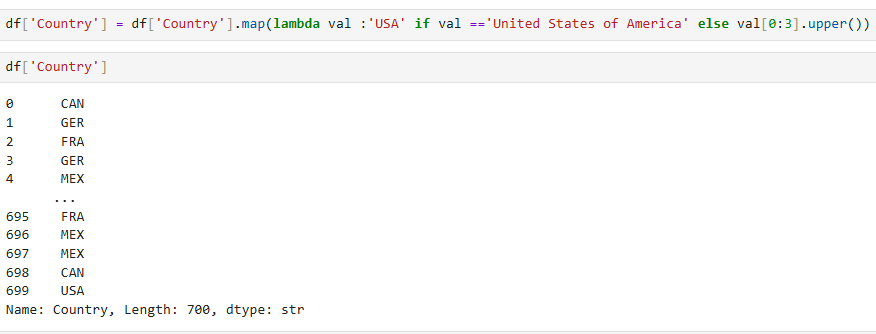 df['Country'] = df['Country'].map(lambda val :'USA' if val =='United States of America' else val[0:3].upper())
df['Country']
0      CAN
1      GER
2      FRA
3      GER
4      MEX
      ...
695    FRA
696    MEX
697    MEX
698    CAN
699    USA
Name: Country, Length: 700, dtype: str